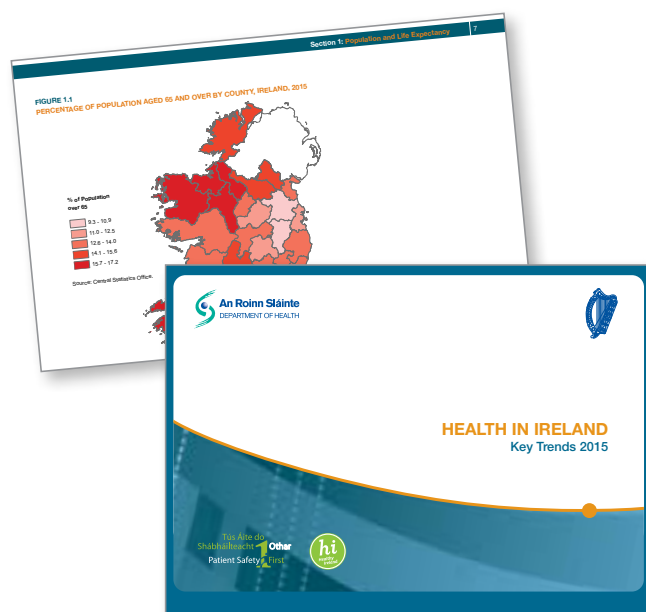 Section 1: Population and Life Expectancy 7
FIGURE 1.1
PERCENTAGE OF POPULATION AGED 65 AND OVER BY COUNTY, IRELAND, 2015
% of Population
over 65
9.3 - 10.9
11.0 - 12.5
12.6 - 14.0
14.1 - 15.6
15.7 - 17.2
Source: Central Statistics Office.
An Roinn Sláinte
DEPARTMENT OF HEALTH
HEALTH IN IRELAND
Key Trends 2015
Tús Áite do
Shábháilteacht 1 Othar
Patient Safety First
hi
Healthy
Ireland